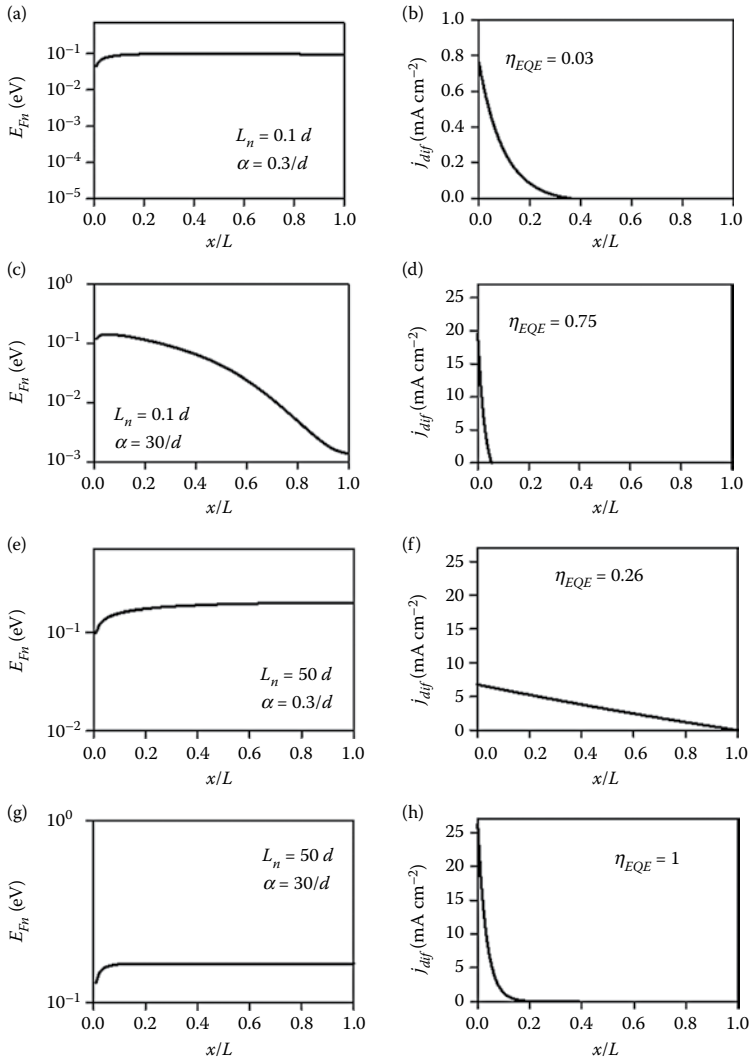 (a)
10⁻¹
10⁻²
10⁻³
10⁻⁴
10⁻⁵
E_Fn (eV)
L_n = 0.1 d
α = 0.3/d
0.0 0.2 0.4 0.6 0.8 1.0
x/L
(b)
0.8
0.6
0.4
0.2
0.0
j_dif (mA cm⁻²)
η_EQE = 0.03
0.0 0.2 0.4 0.6 0.8 1.0
x/L
(c)
10⁰
10⁻¹
10⁻²
10⁻³
E_Fn (eV)
L_n = 0.1 d
α = 30/d
0.0 0.2 0.4 0.6 0.8 1.0
x/L
(d)
25
20
15
10
5
0
j_dif (mA cm⁻²)
η_EQE = 0.75
0.0 0.2 0.4 0.6 0.8 1.0
x/L
(e)
10⁻¹
10⁻²
E_Fn (eV)
L_n = 50 d
α = 0.3/d
0.0 0.2 0.4 0.6 0.8 1.0
x/L
(f)
25
20
15
10
5
0
j_dif (mA cm⁻²)
η_EQE = 0.26
0.0 0.2 0.4 0.6 0.8 1.0
x/L
(g)
10⁰
10⁻¹
E_Fn (eV)
L_n = 50 d
α = 30/d
0.0 0.2 0.4 0.6 0.8 1.0
x/L
(h)
25
20
15
10
5
0
j_dif (mA cm⁻²)
η_EQE = 1
0.0 0.2 0.4 0.6 0.8 1.0
x/L